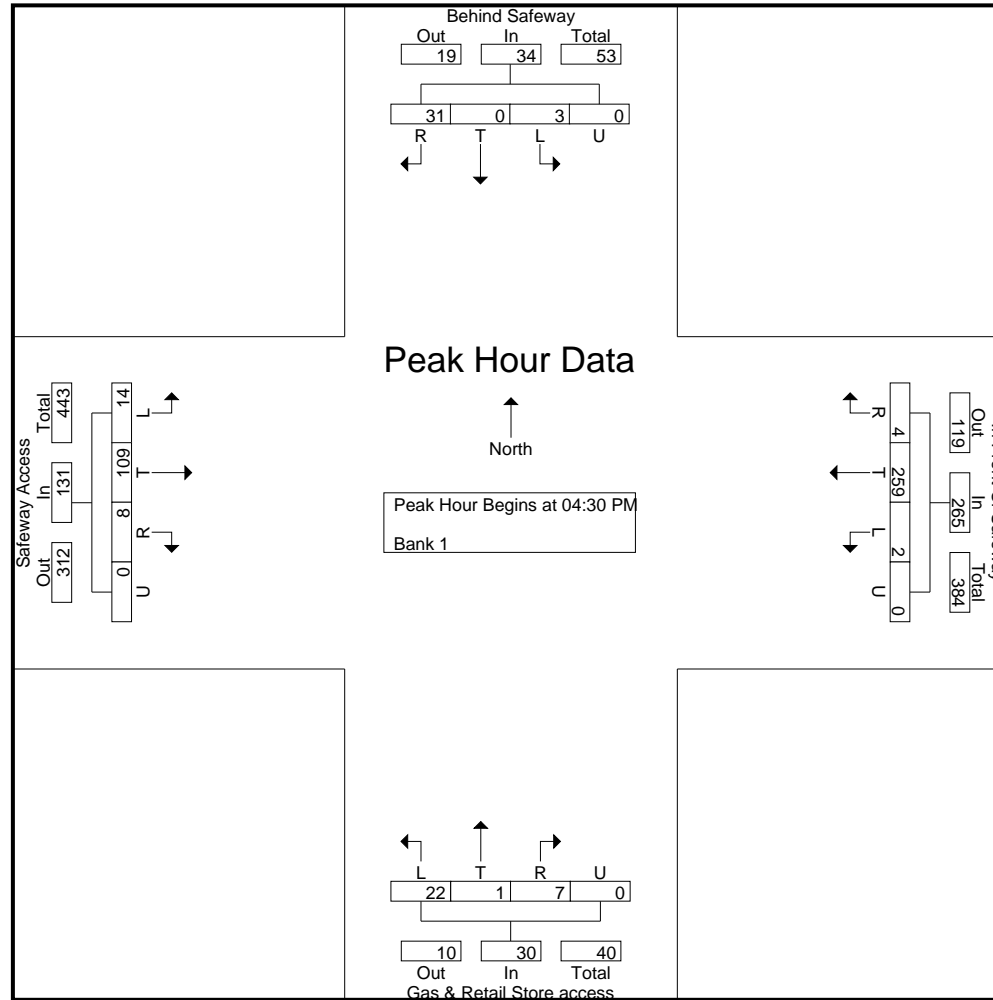 Behind Safeway
Out In Total
19 34 53
31 0 3 0
R T L U
Peak Hour Data
North
Peak Hour Begins at 04:30 PM
Bank 1
Safeway Access
Out In Total
312 131 443
14 109 8 0
L T R U
Out In Total
119 265 384
4 259 2 0
R T L U
L T R U
22 1 7 0
10 30 40
Out In Total
Gas & Retail Store access